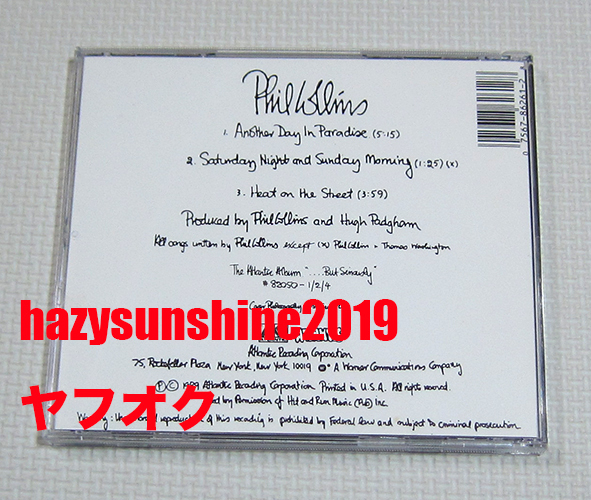 Phil Collins
1. Another Day In Paradise (5:15)
2. Saturday Night and Sunday Morning (1:25) (x)
3. Heat on the Street (3:59)
Produced by Phil Collins and Hugh Padgham
All songs written by Phil Collins except (x) Phil Collins + Thomas Washington
The Atlantic Album "....But Seriously"
# 82050-1/2/4
Cover Photography
hazysunshine2019
Atlantic Recording Corporation
75, Rockefeller Plaza New York, New York, 10019 A Warner Communications Company
ヤフオク
℗© 1989 Atlantic Recording Corporation. Printed in U.S.A. All rights reserved.
by Permission of Hit and Run Music (Pub) Inc.
Warning: reproduction of this recording is prohibited by Federal law and subject to criminal prosecution
0 7567-86261-2